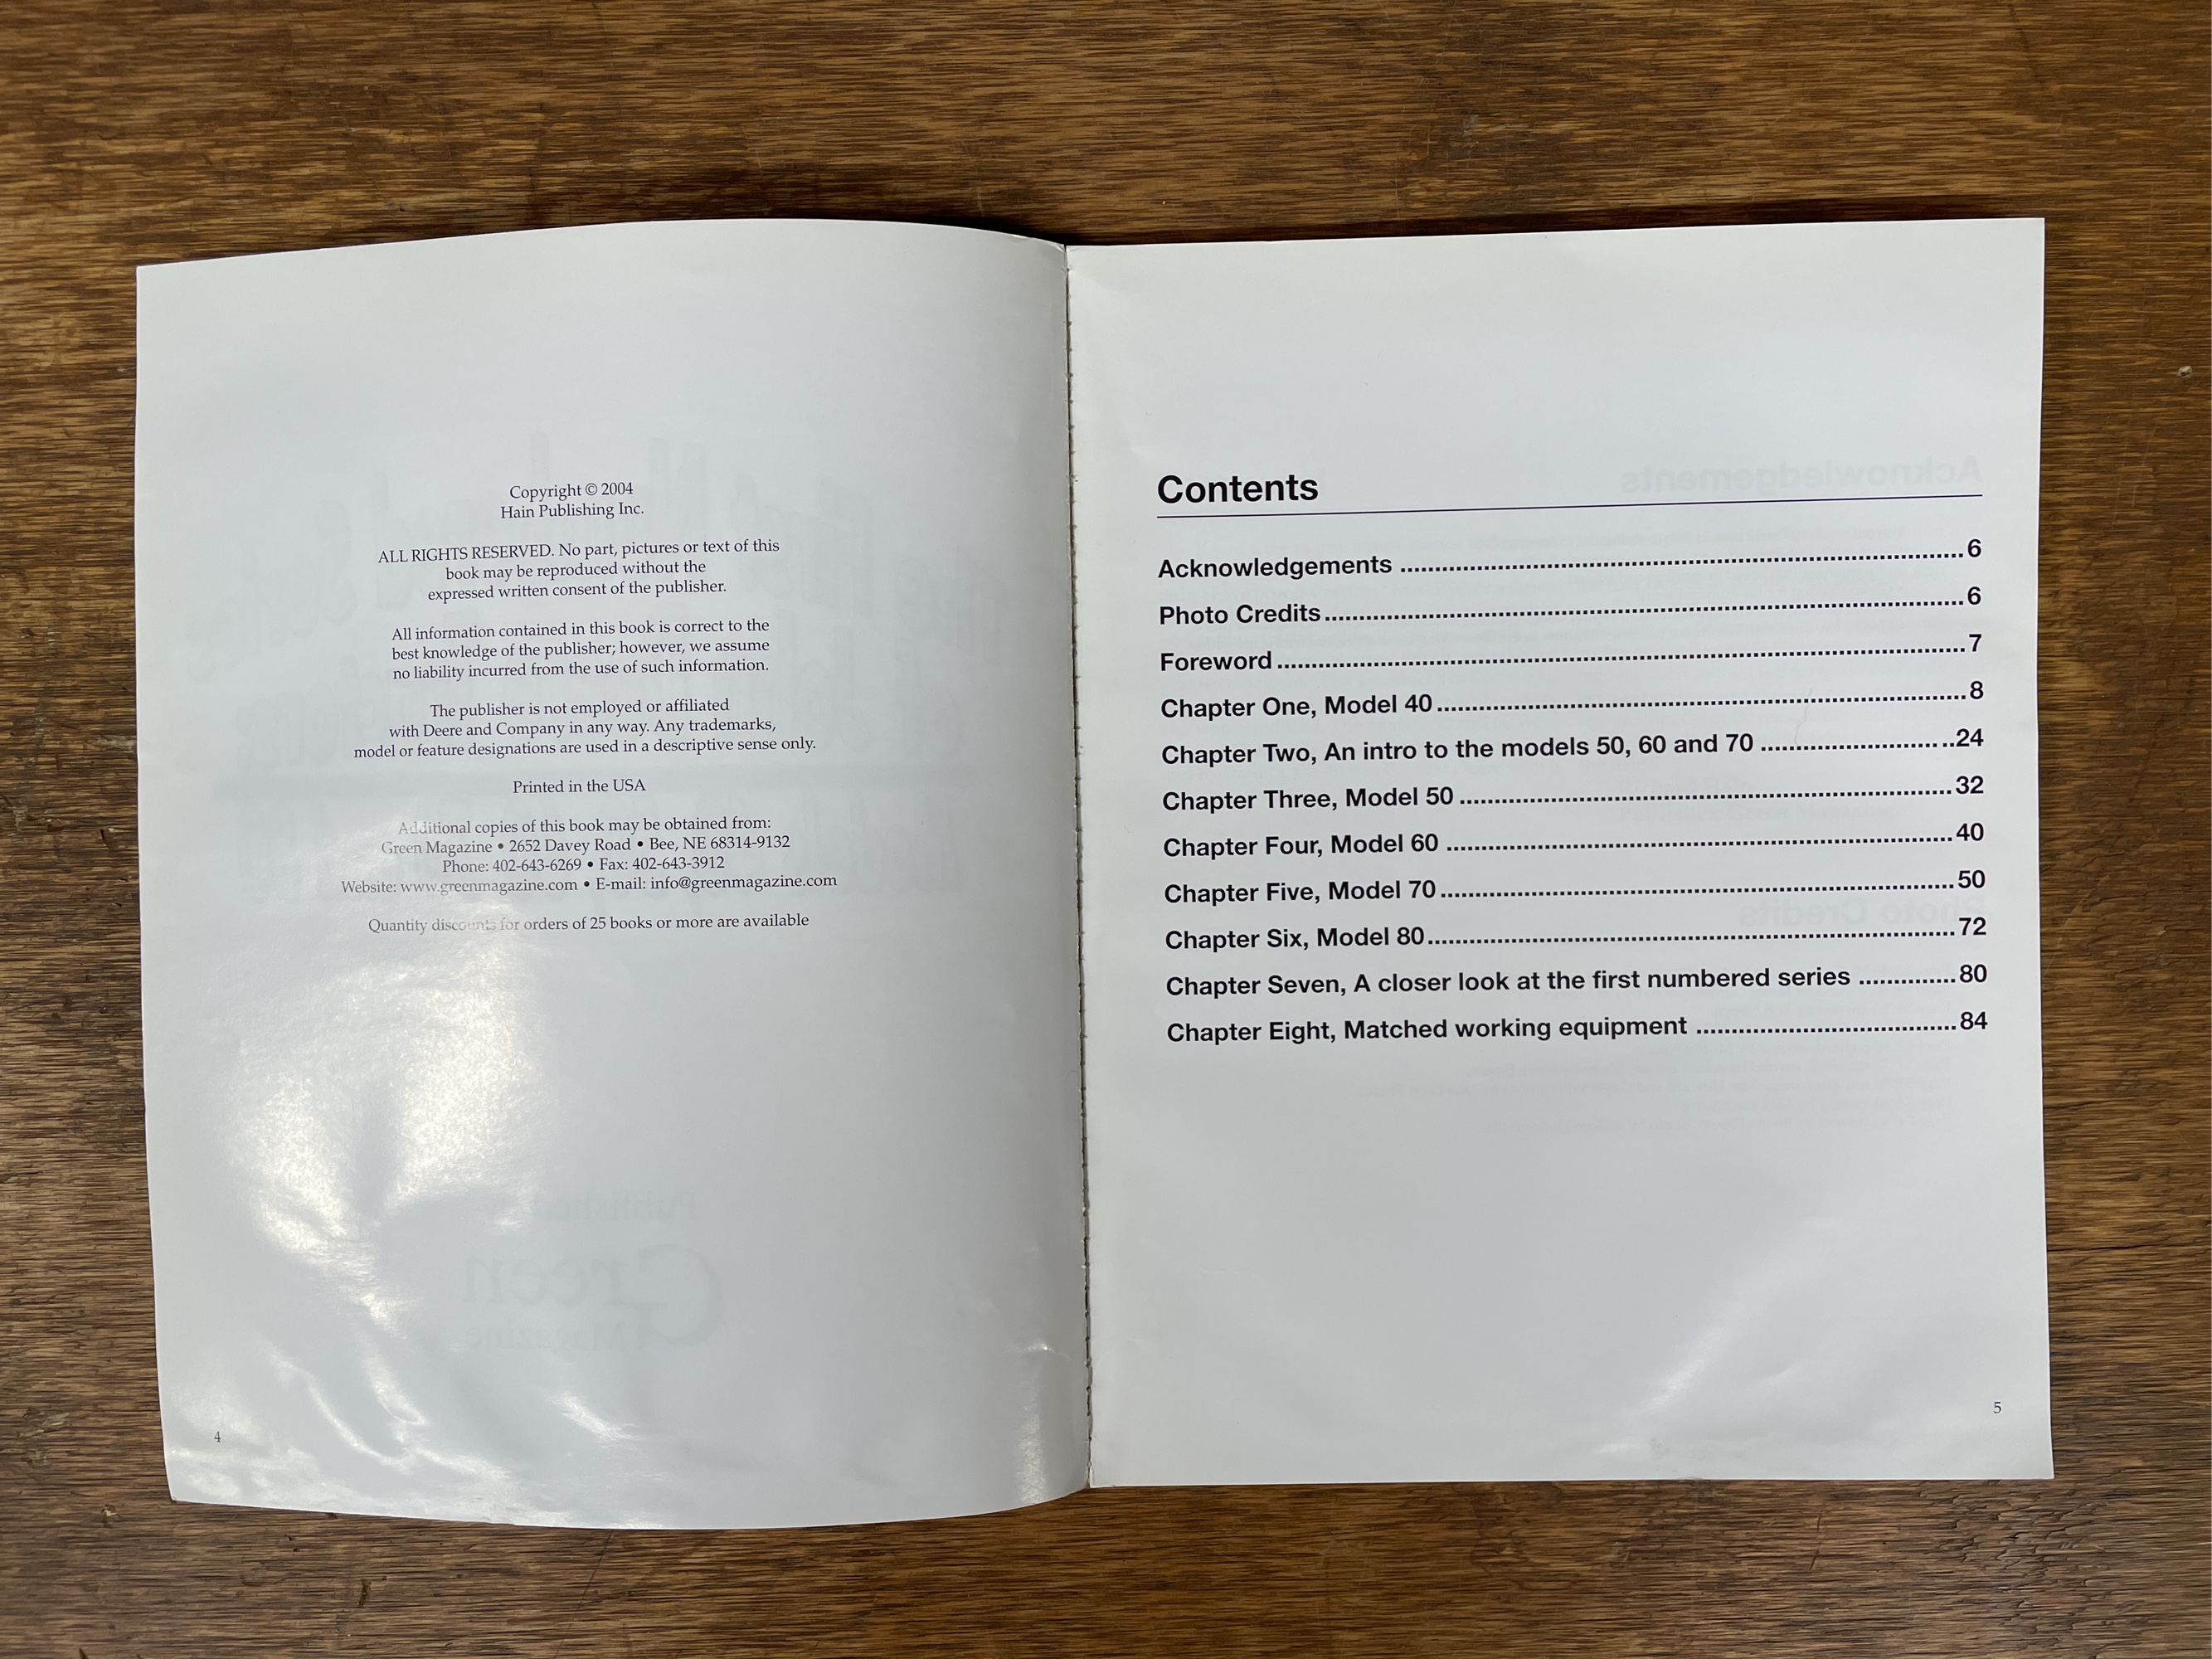 Copyright © 2004
Hain Publishing Inc.
ALL RIGHTS RESERVED. No part, pictures or text of this
book may be reproduced without the
expressed written consent of the publisher.
All information contained in this book is correct to the
best knowledge of the publisher; however, we assume
no liability incurred from the use of such information.
The publisher is not employed or affiliated
with Deere and Company in any way. Any trademarks,
model or feature designations are used in a descriptive sense only.
Printed in the USA
Additional copies of this book may be obtained from:
Green Magazine • 2652 Davey Road • Bee, NE 68314-9132
Phone: 402-643-6269 • Fax: 402-643-3912
Website: www.greenmagazine.com • E-mail: info@greenmagazine.com
Quantity discounts for orders of 25 books or more are available
4
Contents
Acknowledgements ........................................ 6
Photo Credits ........................................ 6
Foreword ........................................ 7
Chapter One, Model 40 ........................................ 8
Chapter Two, An intro to the models 50, 60 and 70 ............................ 24
Chapter Three, Model 50 ........................................ 32
Chapter Four, Model 60 ........................................ 40
Chapter Five, Model 70 ........................................ 50
Chapter Six, Model 80 ........................................ 72
Chapter Seven, A closer look at the first numbered series .............. 80
Chapter Eight, Matched working equipment ...................................... 84
5